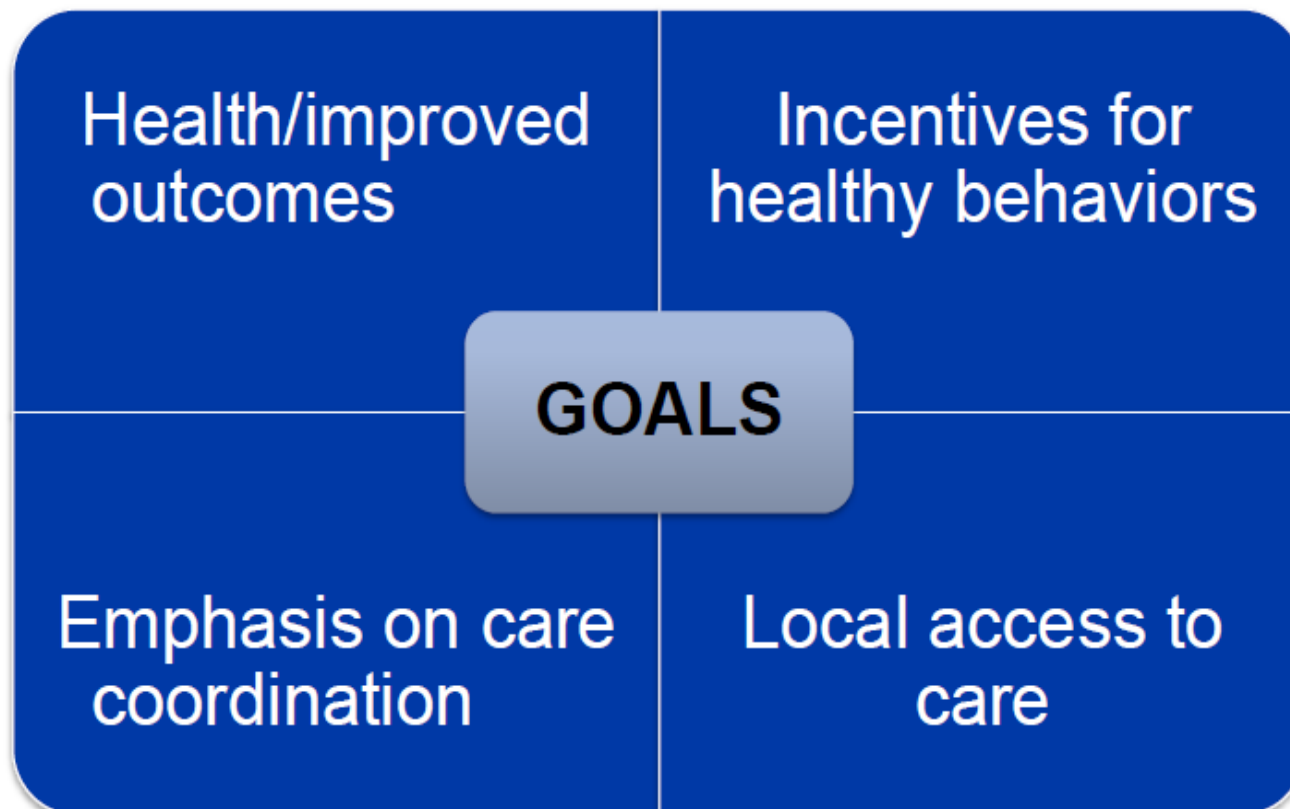 Health/improved
outcomes
Incentives for
healthy behaviors
GOALS
Emphasis on care
coordination
Local access to
care